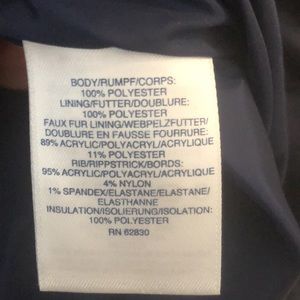 BODY/RUMPF/CORPS:
100% POLYESTER
LINING/FUTTER/DOUBLURE:
100% POLYESTER
FAUX FUR LINING/WEBPELZFUTTER/
DOUBLURE EN FAUSSE FOURRURE:
89% ACRYLIC/POLYACRYL/ACRYLIQUE
11% POLYESTER
RIB/RIPPSTRICK/BORDS:
95% ACRYLIC/POLYACRYL/ACRYLIQUE
4% NYLON
1% SPANDEX/ELASTANE/ELASTANE/
ELASTHANNE
INSULATION/ISOLIERUNG/ISOLATION:
100% POLYESTER
RN 62830